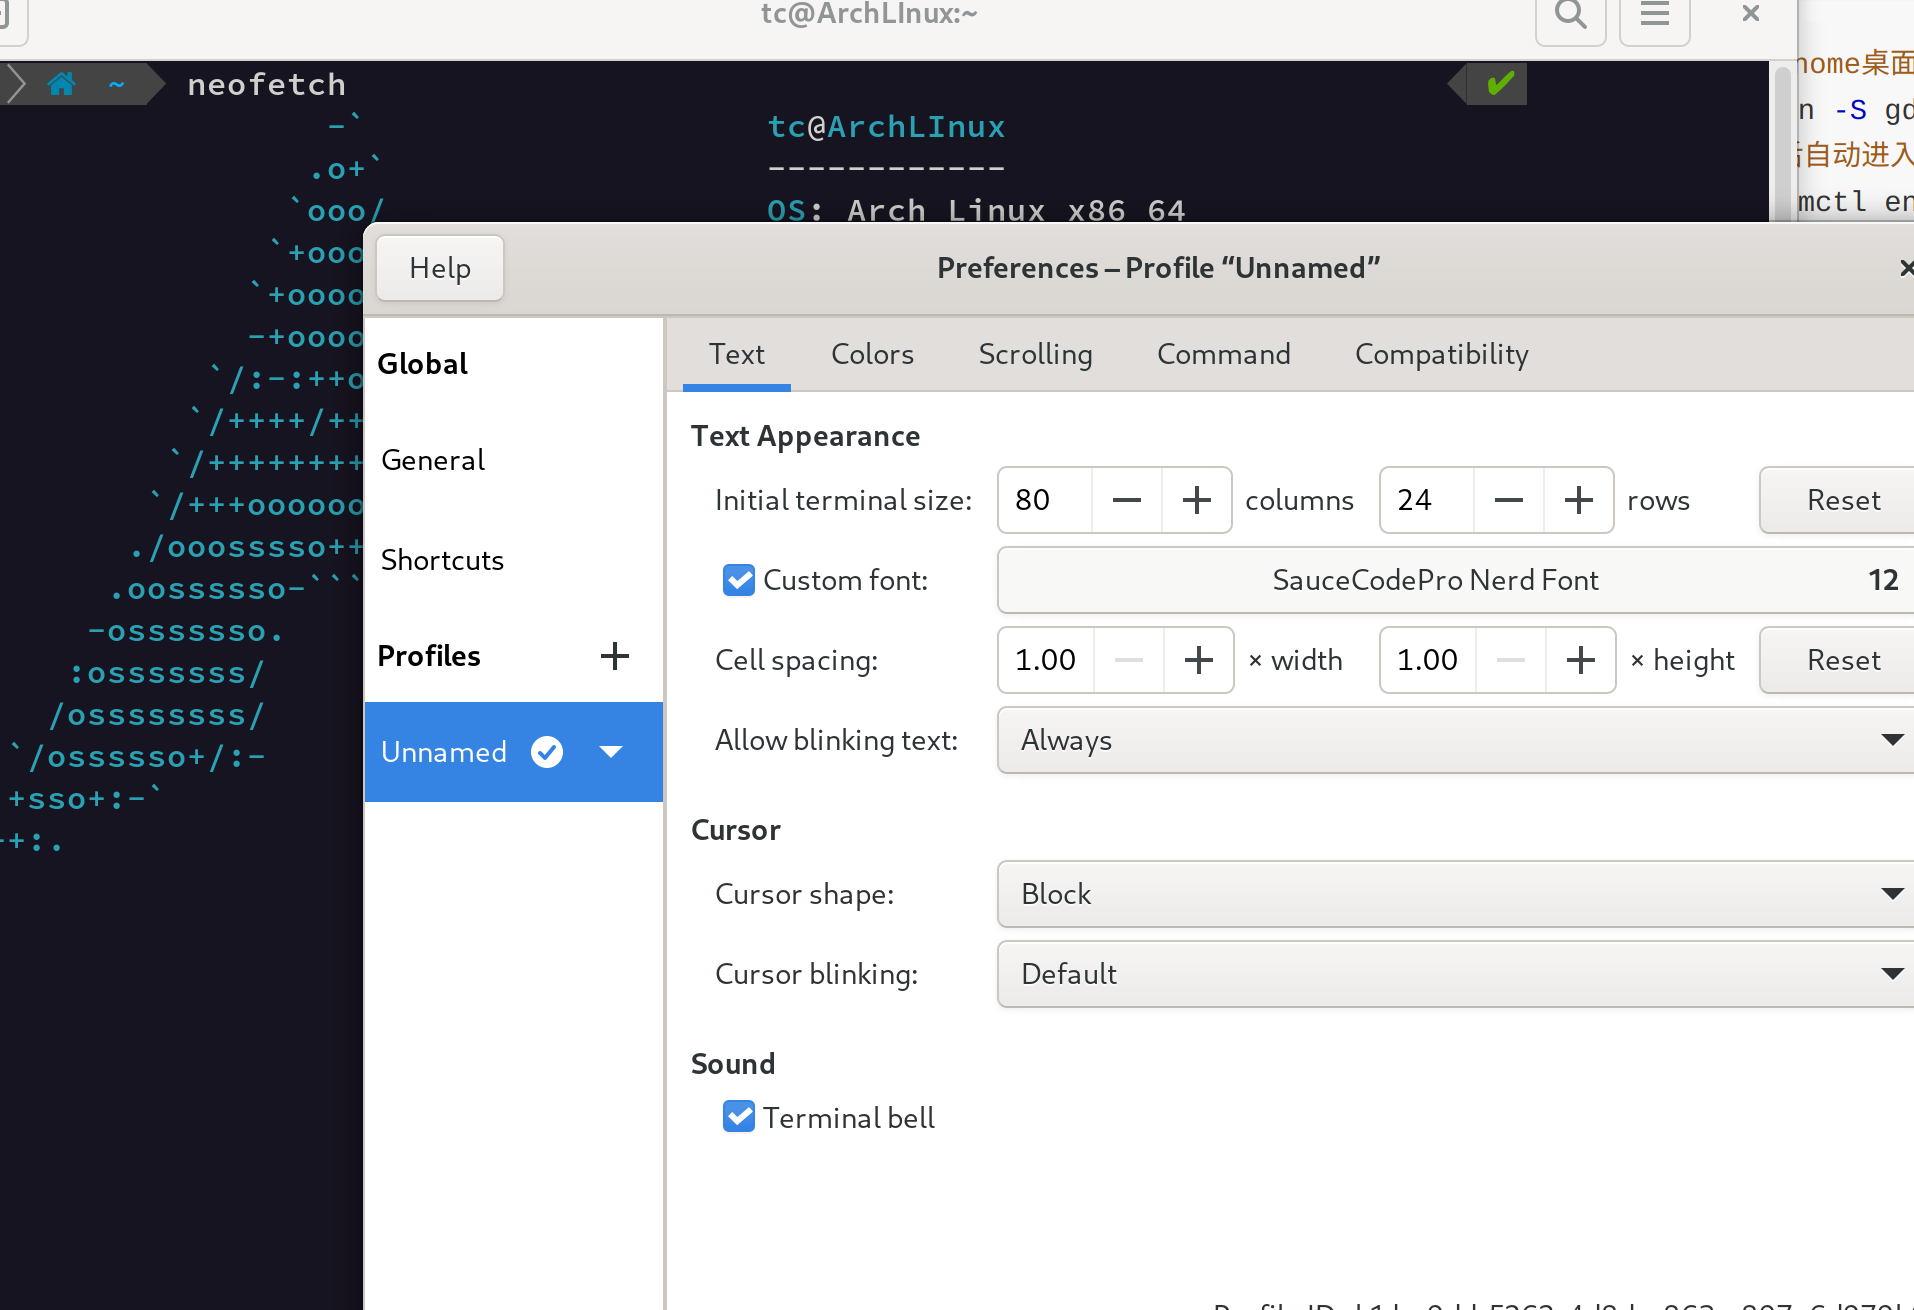 tc@ArchLInux:~
~ neofetch ✔
nome桌面
n -S gd
自动进入
mctl en
-`
.o+`
`ooo/
`+ooo
`+oooo
-+oooo
`/:-:++o
`/++++/++
`/++++++++
`/+++oooooo
./ooosssso++
.oossssso-```
-osssssso.
:osssssss/
/ossssssss/
`/ossssso+/:-
+sso+:-`
+:.
tc@ArchLInux
------------
OS: Arch Linux x86_64
Help
Preferences – Profile “Unnamed”
Global
General
Shortcuts
Profiles
Unnamed
Text Colors Scrolling Command Compatibility
Text Appearance
Initial terminal size: 80 columns 24 rows Reset
Custom font: SauceCodePro Nerd Font 12
Cell spacing: 1.00 × width 1.00 × height Reset
Allow blinking text: Always
Cursor
Cursor shape: Block
Cursor blinking: Default
Sound
Terminal bell